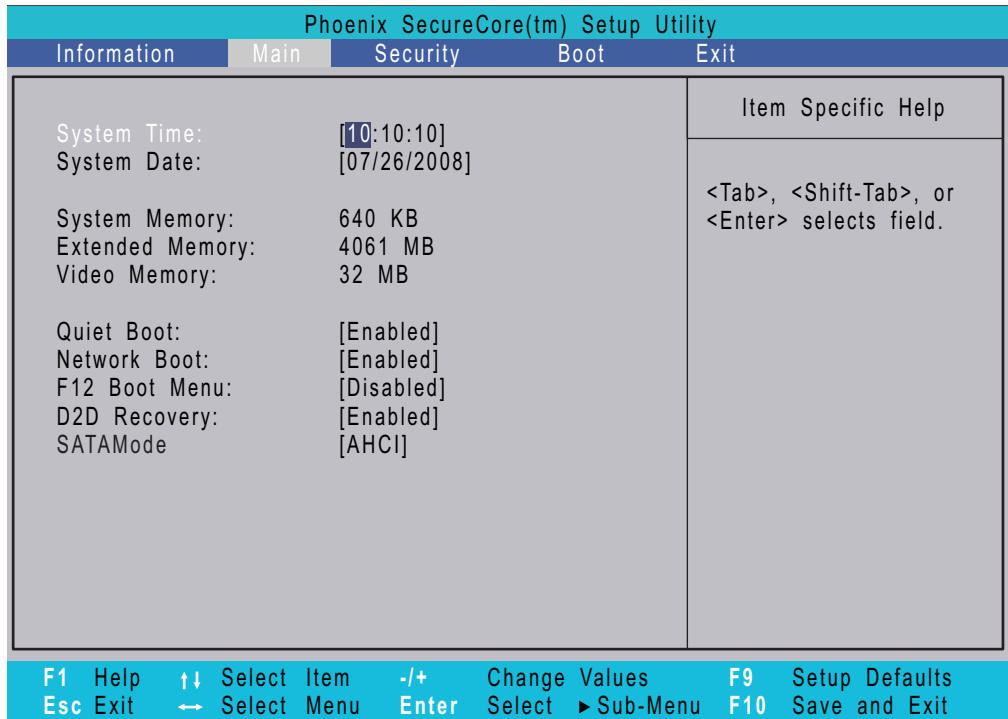 Phoenix SecureCore(tm) Setup Utility
Information Main Security Boot Exit
Item Specific Help
System Time: [10:10:10]
System Date: [07/26/2008]
<Tab>, <Shift-Tab>, or
<Enter> selects field.
System Memory: 640 KB
Extended Memory: 4061 MB
Video Memory: 32 MB
Quiet Boot: [Enabled]
Network Boot: [Enabled]
F12 Boot Menu: [Disabled]
D2D Recovery: [Enabled]
SATAMode [AHCI]
F1 Help ↑↓ Select Item -/+ Change Values F9 Setup Defaults
Esc Exit ↔ Select Menu Enter Select ▶Sub-Menu F10 Save and Exit